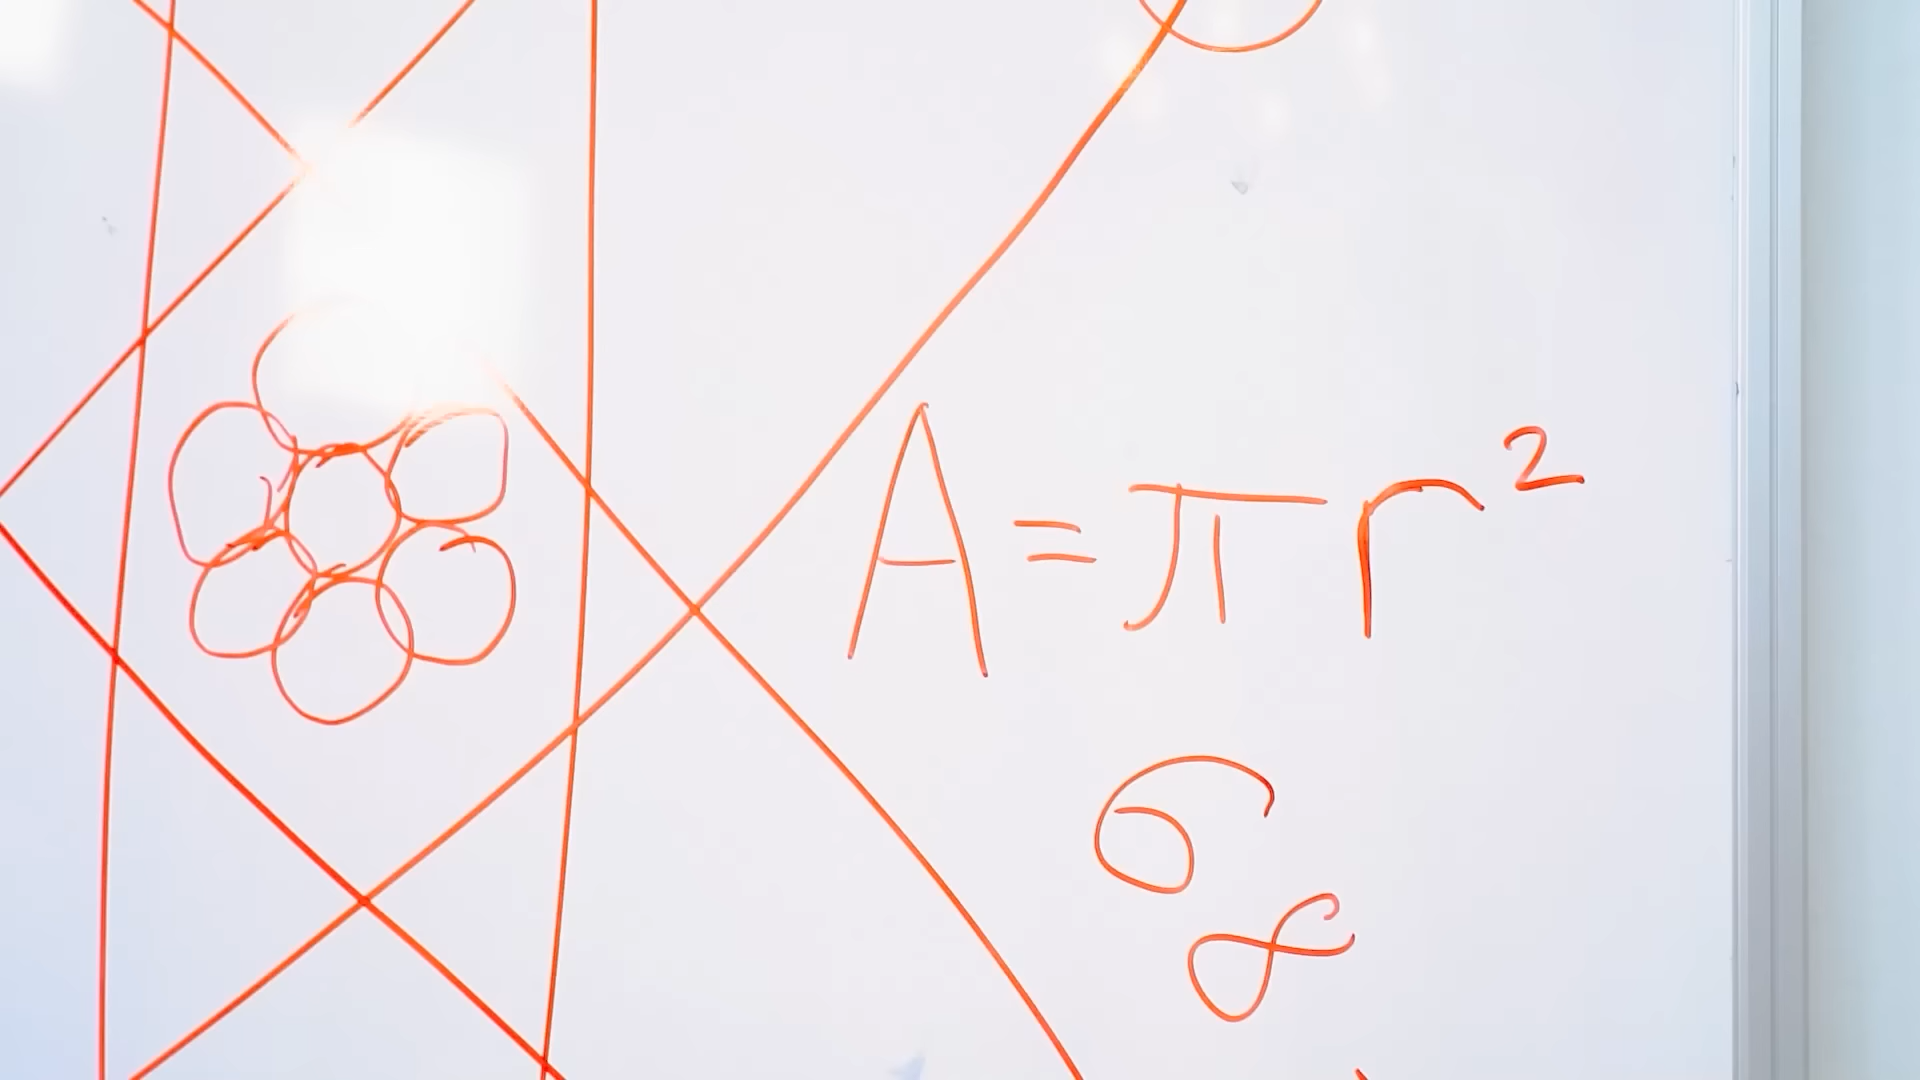 A = πr²